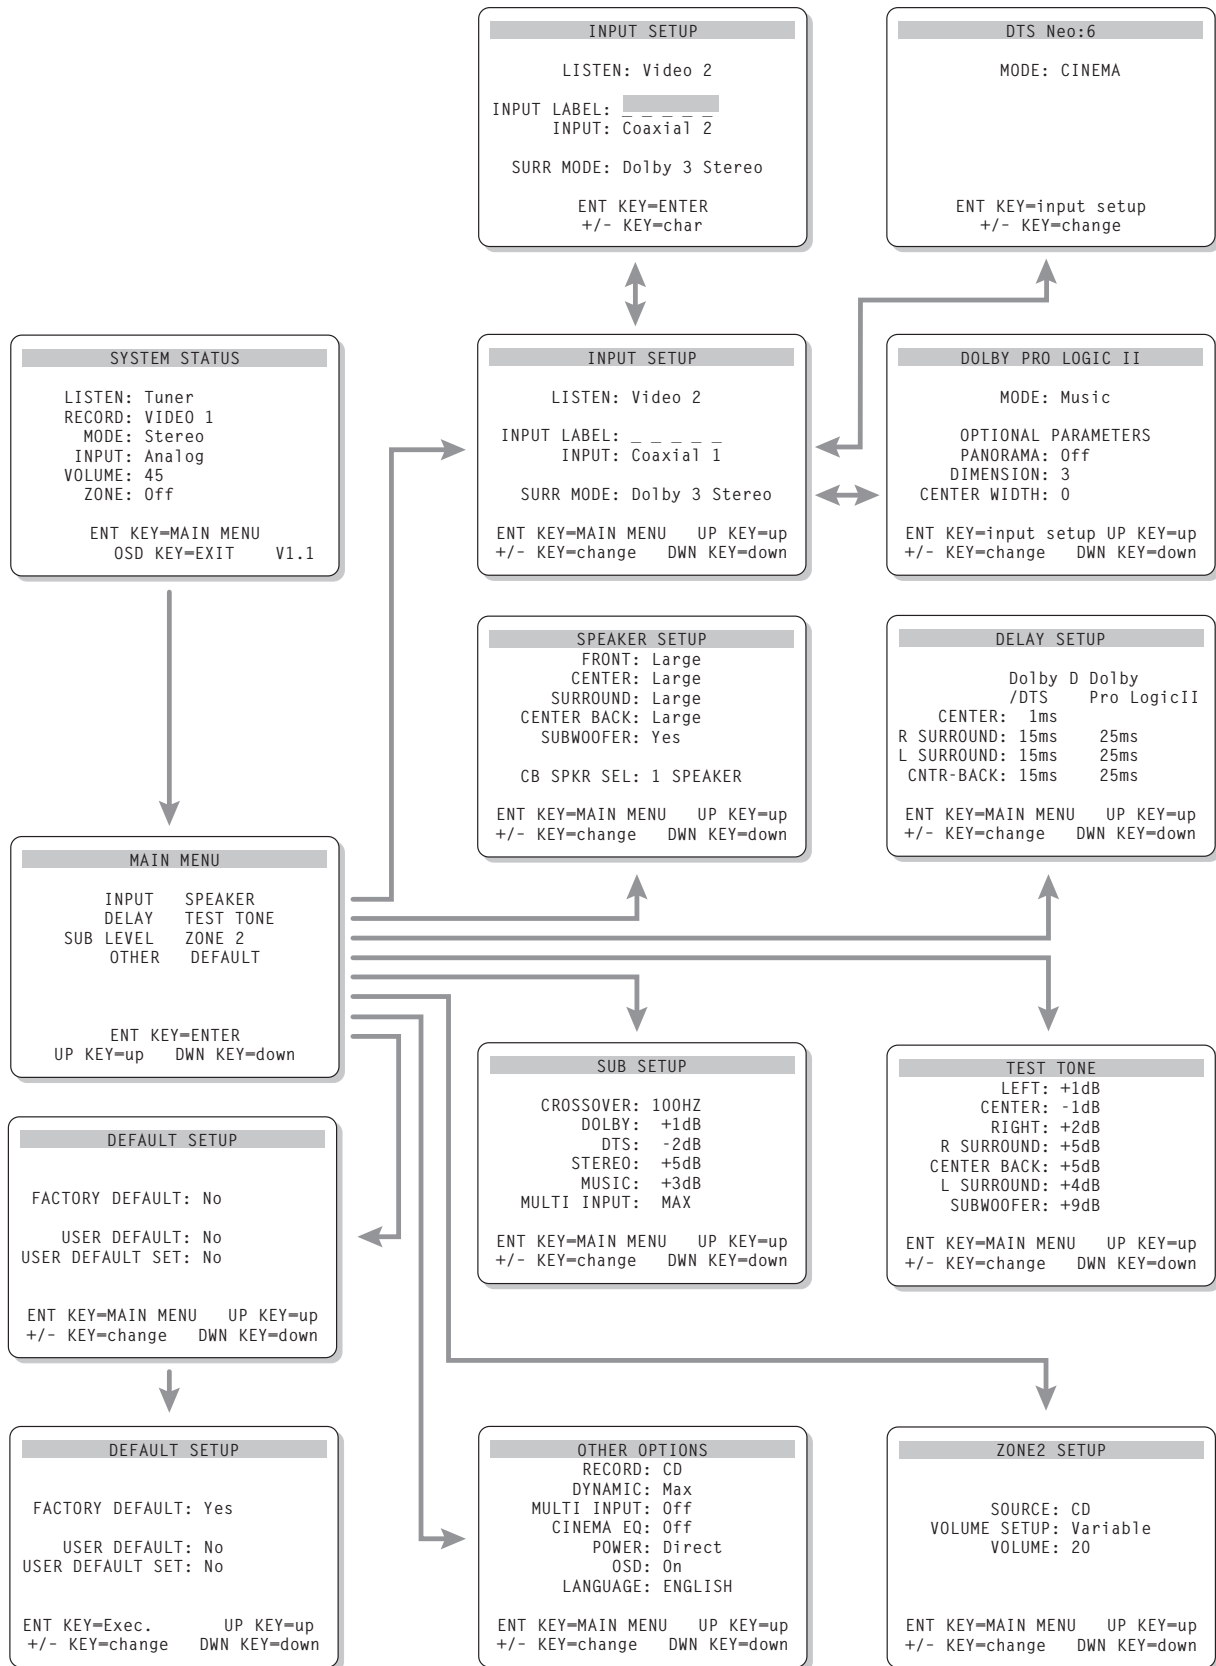 INPUT SETUP
LISTEN: Video 2
INPUT LABEL: _ _ _ _ _
INPUT: Coaxial 2
SURR MODE: Dolby 3 Stereo
ENT KEY=ENTER
+/- KEY=char
DTS Neo:6
MODE: CINEMA
ENT KEY=input setup
+/- KEY=change
SYSTEM STATUS
LISTEN: Tuner
RECORD: VIDEO 1
MODE: Stereo
INPUT: Analog
VOLUME: 45
ZONE: Off
ENT KEY=MAIN MENU
OSD KEY=EXIT V1.1
INPUT SETUP
LISTEN: Video 2
INPUT LABEL: _ _ _ _ _
INPUT: Coaxial 1
SURR MODE: Dolby 3 Stereo
ENT KEY=MAIN MENU UP KEY=up
+/- KEY=change DWN KEY=down
DOLBY PRO LOGIC II
MODE: Music
OPTIONAL PARAMETERS
PANORAMA: Off
DIMENSION: 3
CENTER WIDTH: 0
ENT KEY=input setup UP KEY=up
+/- KEY=change DWN KEY=down
SPEAKER SETUP
FRONT: Large
CENTER: Large
SURROUND: Large
CENTER BACK: Large
SUBWOOFER: Yes
CB SPKR SEL: 1 SPEAKER
ENT KEY=MAIN MENU UP KEY=up
+/- KEY=change DWN KEY=down
DELAY SETUP
Dolby D Dolby
/DTS Pro LogicII
CENTER: 1ms
R SURROUND: 15ms 25ms
L SURROUND: 15ms 25ms
CNTR-BACK: 15ms 25ms
ENT KEY=MAIN MENU UP KEY=up
+/- KEY=change DWN KEY=down
MAIN MENU
INPUT SPEAKER
DELAY TEST TONE
SUB LEVEL ZONE 2
OTHER DEFAULT
ENT KEY=ENTER
UP KEY=up DWN KEY=down
SUB SETUP
CROSSOVER: 100HZ
DOLBY: +1dB
DTS: -2dB
STEREO: +5dB
MUSIC: +3dB
MULTI INPUT: MAX
ENT KEY=MAIN MENU UP KEY=up
+/- KEY=change DWN KEY=down
TEST TONE
LEFT: +1dB
CENTER: -1dB
RIGHT: +2dB
R SURROUND: +5dB
CENTER BACK: +5dB
L SURROUND: +4dB
SUBWOOFER: +9dB
ENT KEY=MAIN MENU UP KEY=up
+/- KEY=change DWN KEY=down
DEFAULT SETUP
FACTORY DEFAULT: No
USER DEFAULT: No
USER DEFAULT SET: No
ENT KEY=MAIN MENU UP KEY=up
+/- KEY=change DWN KEY=down
DEFAULT SETUP
FACTORY DEFAULT: Yes
USER DEFAULT: No
USER DEFAULT SET: No
ENT KEY=Exec. UP KEY=up
+/- KEY=change DWN KEY=down
OTHER OPTIONS
RECORD: CD
DYNAMIC: Max
MULTI INPUT: Off
CINEMA EQ: Off
POWER: Direct
OSD: On
LANGUAGE: ENGLISH
ENT KEY=MAIN MENU UP KEY=up
+/- KEY=change DWN KEY=down
ZONE2 SETUP
SOURCE: CD
VOLUME SETUP: Variable
VOLUME: 20
ENT KEY=MAIN MENU UP KEY=up
+/- KEY=change DWN KEY=down